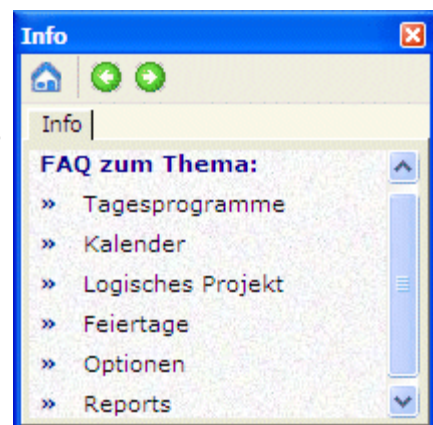 Info
Info
FAQ zum Thema:
» Tagesprogramme
» Kalender
» Logisches Projekt
» Feiertage
» Optionen
» Reports